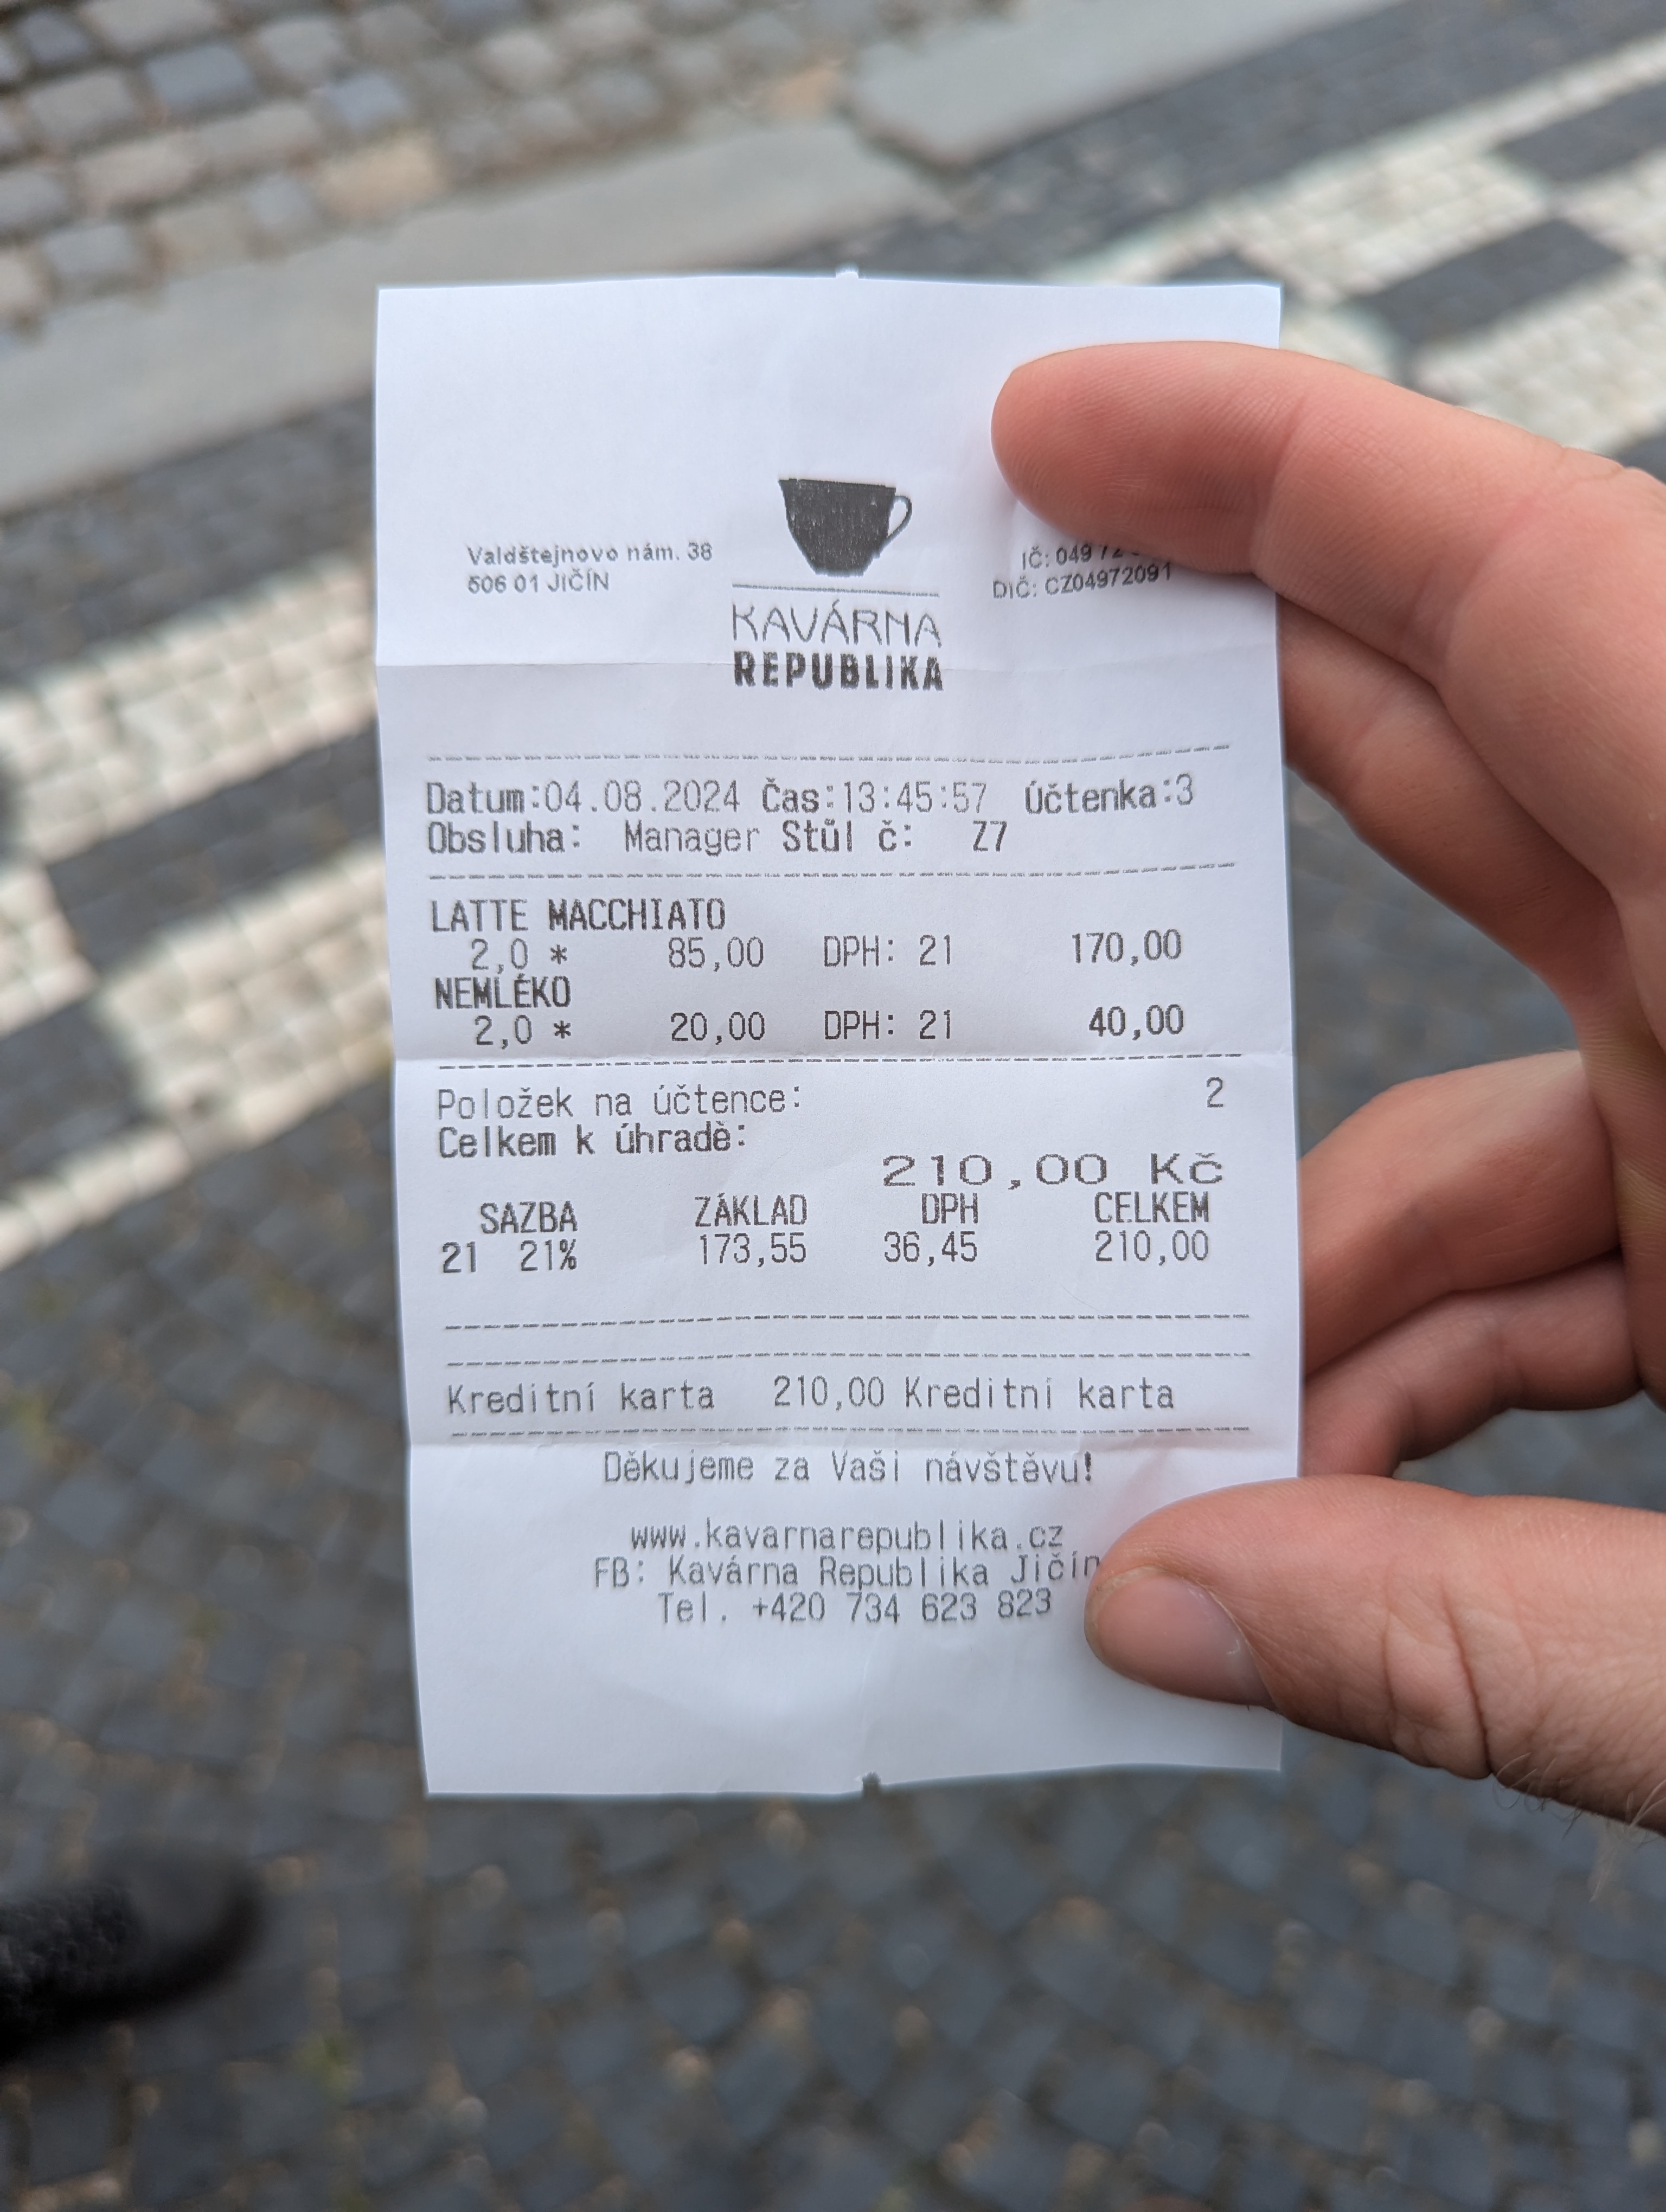 Valdštejnovo nám. 38
506 01 JIČÍN
IČ:
DIČ: CZ04972091
KAVÁRNA
REPUBLIKA
Datum:04.08.2024 Čas:13:45:57 Účtenka:3
Obsluha: Manager Stůl č: Z7
LATTE MACCHIATO
2,0 * 85,00 DPH: 21 170,00
NEMLÉKO
2,0 * 20,00 DPH: 21 40,00
Položek na účtence: 2
Celkem k úhradě:
210,00 Kč
SAZBA ZÁKLAD DPH CELKEM
21 21% 173,55 36,45 210,00
Kreditní karta 210,00 Kreditní karta
Děkujeme za Vaši návštěvu!
www.kavarnarepublika.cz
FB: Kavárna Republika Jičín
Tel. +420 734 623 823